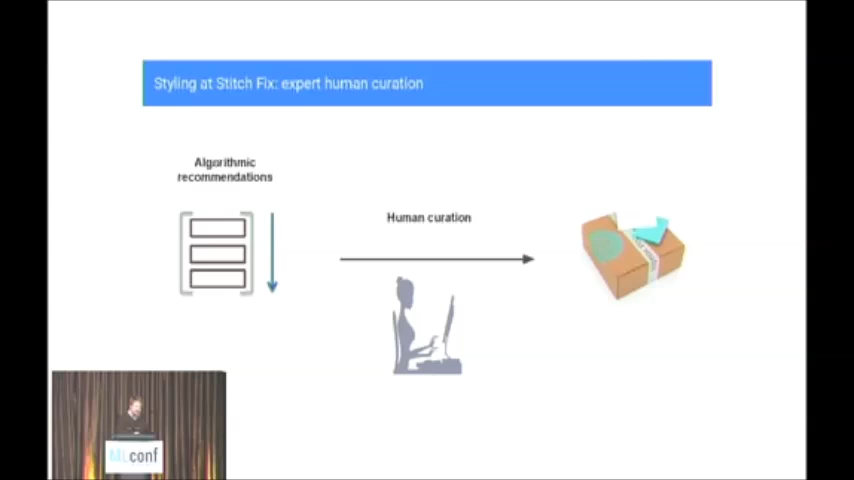 Styling at Stitch Fix: expert human curation
Algorithmic
recommendations
Human curation
MLconf